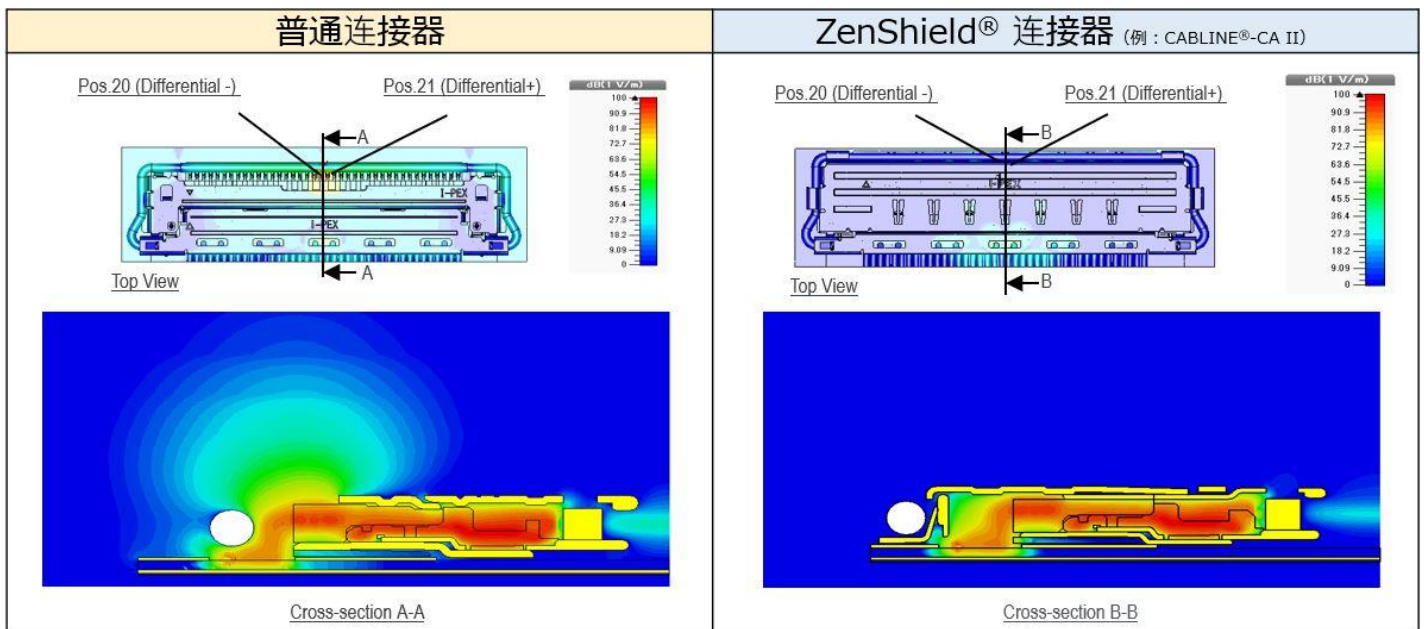 普通连接器
Pos.20 (Differential -)
Pos.21 (Differential+)
dB(1 V/m)
100
90.9
81.8
72.7
63.6
54.5
45.5
36.4
27.3
18.2
9.09
0
A
I-PEX
I-PEX
A
Top View
Cross-section A-A
ZenShield® 连接器 (例：CABLINE®-CA II)
Pos.20 (Differential -)
Pos.21 (Differential+)
dB(1 V/m)
100
90.9
81.8
72.7
63.6
54.5
45.5
36.4
27.3
18.2
9.09
0
B
I-PEX
B
Top View
Cross-section B-B